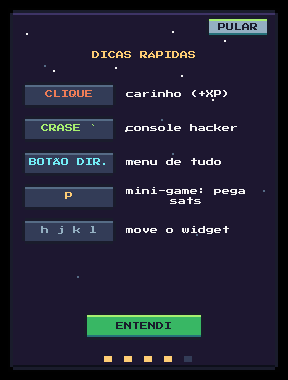 PULAR
DICAS RÁPIDAS
CLIQUE carinho (+XP)
CRASE ` console hacker
BOTÃO DIR. menu de tudo
P mini-game: pega sats
h j k l move o widget
ENTENDI